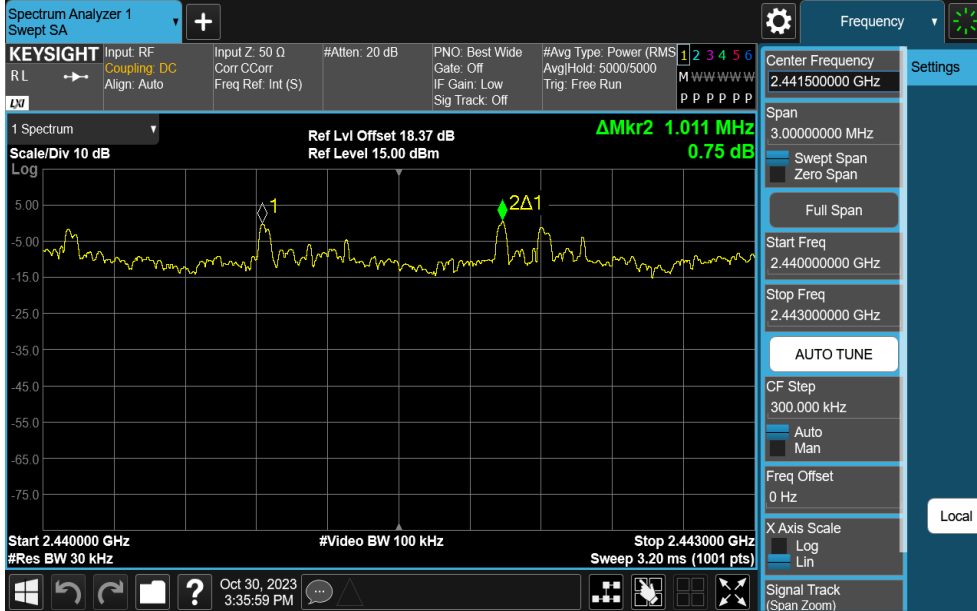 Spectrum Analyzer 1
Swept SA
+
Frequency
KEYSIGHT
R L
LXI
Input: RF
Coupling: DC
Align: Auto
Input Z: 50 Ω
Corr CCorr
Freq Ref: Int (S)
#Atten: 20 dB
PNO: Best Wide
Gate: Off
IF Gain: Low
Sig Track: Off
#Avg Type: Power (RMS
Avg|Hold: 5000/5000
Trig: Free Run
1 2 3 4 5 6
M W W W W W
P P P P P P
1 Spectrum
Scale/Div 10 dB
Log
Ref Lvl Offset 18.37 dB
Ref Level 15.00 dBm
ΔMkr2 1.011 MHz
0.75 dB
1
2Δ1
5.00
-5.00
-15.0
-25.0
-35.0
-45.0
-55.0
-65.0
-75.0
Start 2.440000 GHz
#Res BW 30 kHz
#Video BW 100 kHz
Stop 2.443000 GHz
Sweep 3.20 ms (1001 pts)
?
Oct 30, 2023
3:35:59 PM
Center Frequency
2.441500000 GHz
Span
3.00000000 MHz
Swept Span
Zero Span
Full Span
Start Freq
2.440000000 GHz
Stop Freq
2.443000000 GHz
AUTO TUNE
CF Step
300.000 kHz
Auto
Man
Freq Offset
0 Hz
X Axis Scale
Log
Lin
Signal Track
(Span Zoom)
Settings
Local